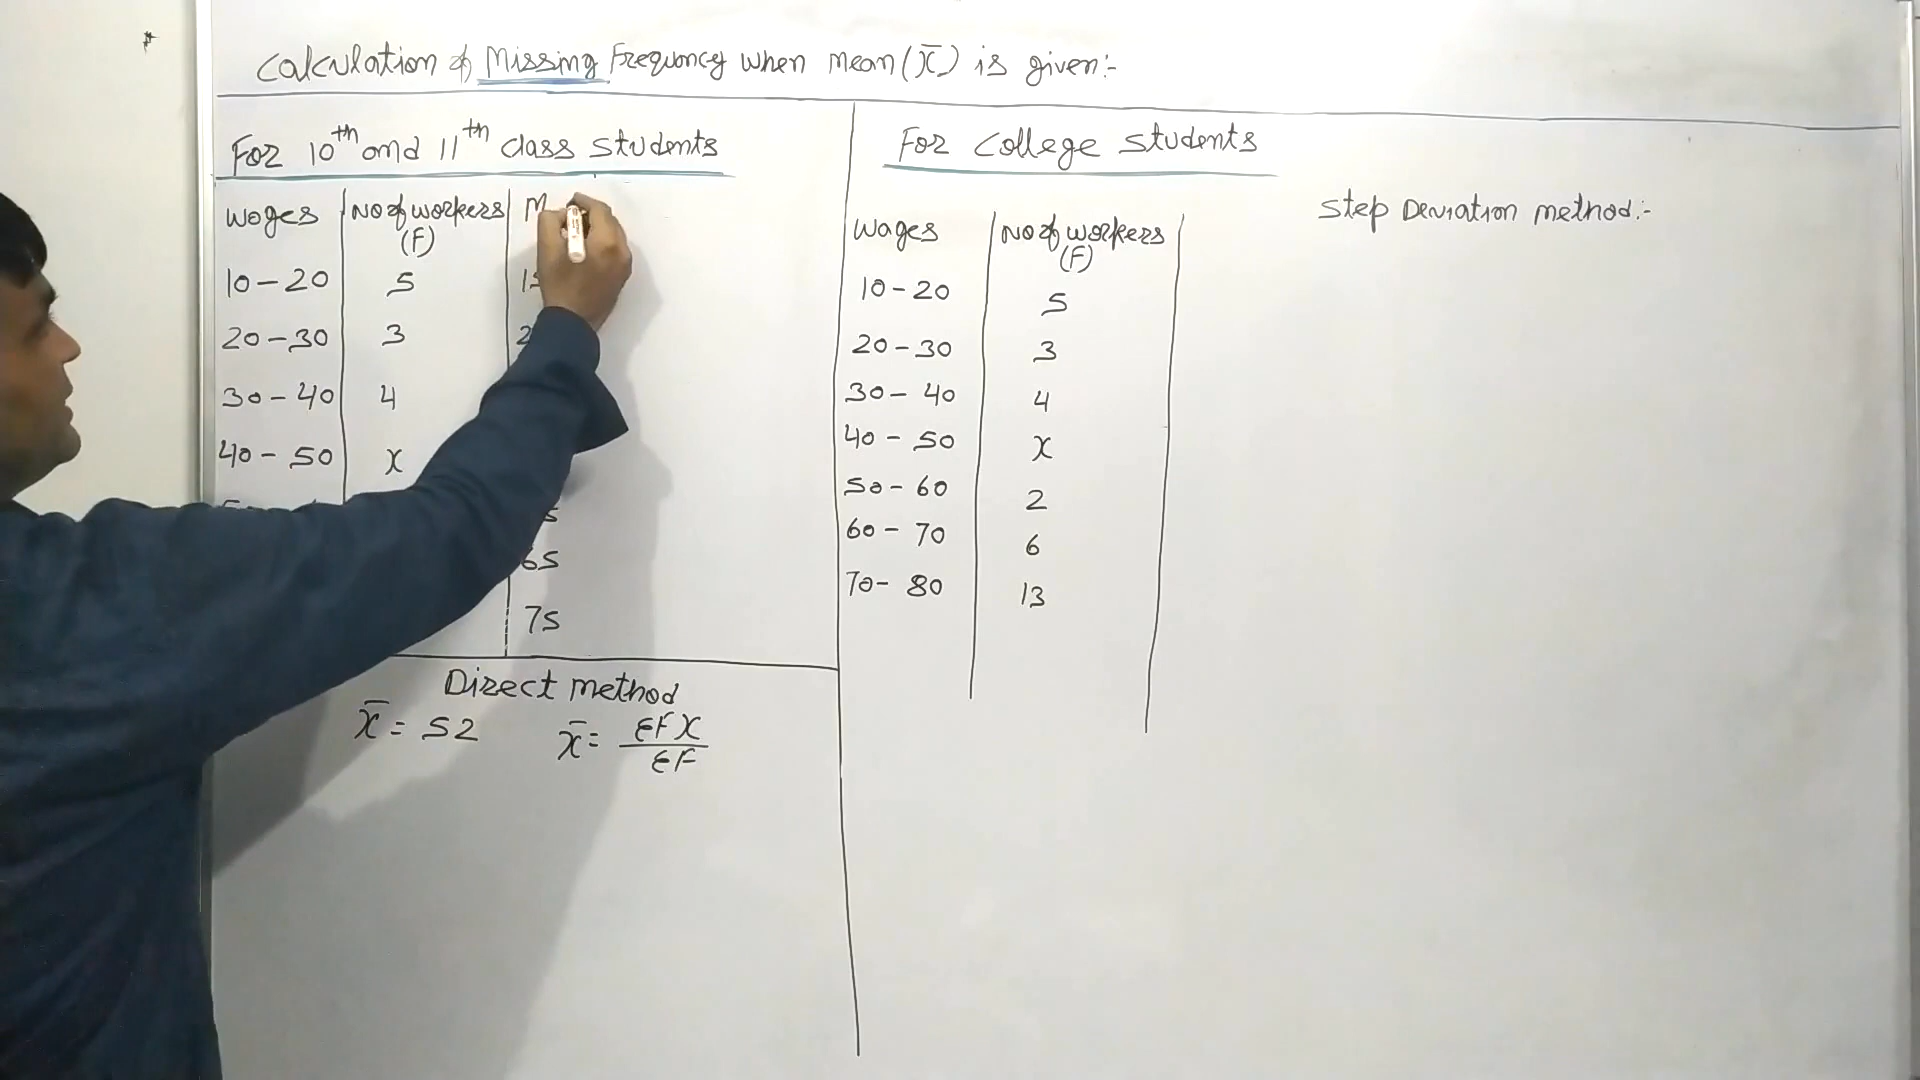 Calculation of Missing Frequency when mean (x̄) is given:-
For 10th and 11th class students
Wages No of workers (F) M
10-20 5
20-30 3
30-40 4
40-50 x
65
75
Direct method
x̄ = 52 x̄ = ΣFX / ΣF
For College students
Wages No of workers (F)
10-20 5
20-30 3
30-40 4
40-50 x
50-60 2
60-70 6
70-80 13
Step Deviation method:-